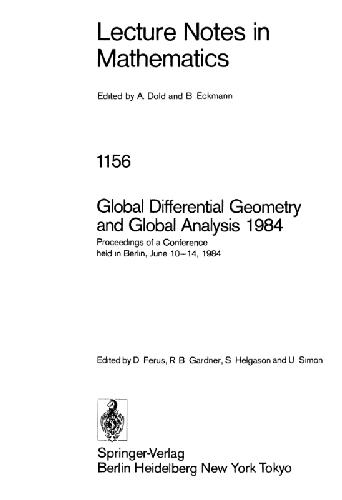 Lecture Notes in
Mathematics
Edited by A. Dold and B. Eckmann
1156
Global Differential Geometry
and Global Analysis 1984
Proceedings of a Conference
held in Berlin, June 10–14, 1984
Edited by D. Ferus, R. B. Gardner, S. Helgason and U. Simon
Springer-Verlag
Berlin Heidelberg New York Tokyo